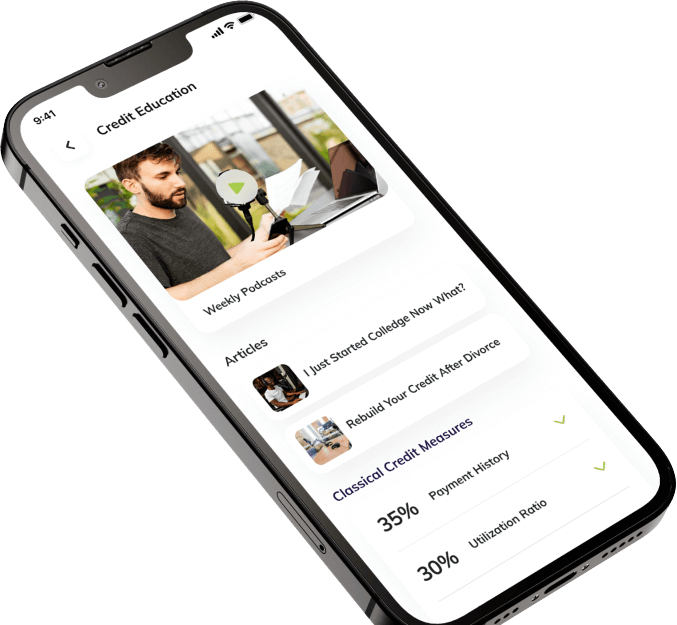 9:41
Credit Education
Weekly Podcasts
Articles
I Just Started Colledge Now What?
Rebuild Your Credit After Divorce
Classical Credit Measures
35% Payment History
30% Utilization Ratio